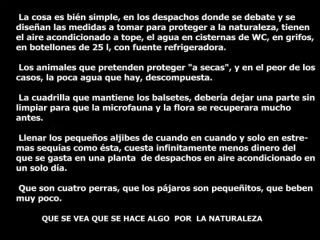 La cosa es bién simple, en los despachos donde se debate y se
diseñan las medidas a tomar para proteger a la naturaleza, tienen
el aire acondicionado a tope, el agua en cisternas de WC, en grifos,
en botellones de 25 l, con fuente refrigeradora.
Los animales que pretenden proteger "a secas", y en el peor de los
casos, la poca agua que hay, descompuesta.
La cuadrilla que mantiene los balsetes, debería dejar una parte sin
limpiar para que la microfauna y la flora se recuperara mucho
antes.
Llenar los pequeños aljibes de cuando en cuando y solo en estre-
mas sequías como ésta, cuesta infinitamente menos dinero del
que se gasta en una planta de despachos en aire acondicionado en
un solo día.
Que son cuatro perras, que los pájaros son pequeñitos, que beben
muy poco.
QUE SE VEA QUE SE HACE ALGO POR LA NATURALEZA